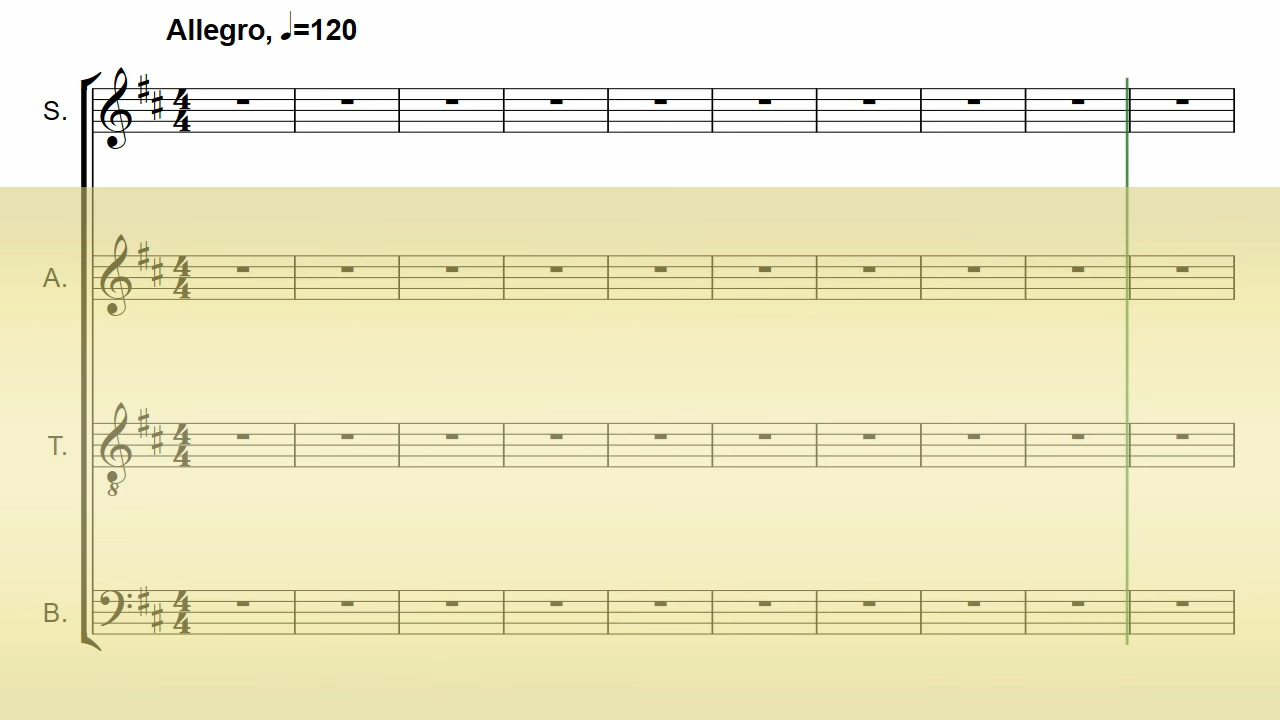 Allegro, ♩=120
S.
A.
T.
B.